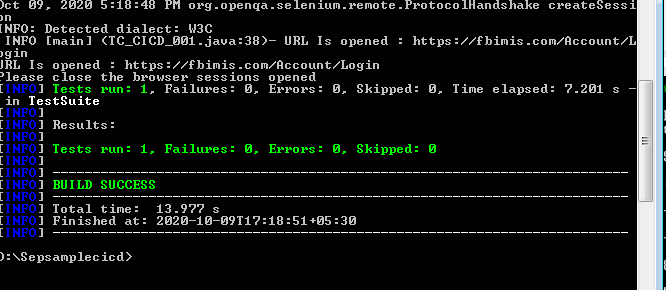 Oct 09, 2020 5:18:48 PM org.openqa.selenium.remote.ProtocolHandshake createSessi
on
INFO: Detected dialect: W3C
 INFO [main] (TC_CICD_001.java:38)- URL Is opened : https://fbimis.com/Account/L
ogin
URL Is opened : https://fbimis.com/Account/Login
Please close the browser sessions opened
[INFO] Tests run: 1, Failures: 0, Errors: 0, Skipped: 0, Time elapsed: 7.201 s -
 in TestSuite
[INFO]
[INFO] Results:
[INFO]
[INFO] Tests run: 1, Failures: 0, Errors: 0, Skipped: 0
[INFO]
[INFO] ------------------------------------------------------------------------
[INFO] BUILD SUCCESS
[INFO] ------------------------------------------------------------------------
[INFO] Total time:  13.977 s
[INFO] Finished at: 2020-10-09T17:18:51+05:30
[INFO] ------------------------------------------------------------------------
D:\Sepsamplecicd>